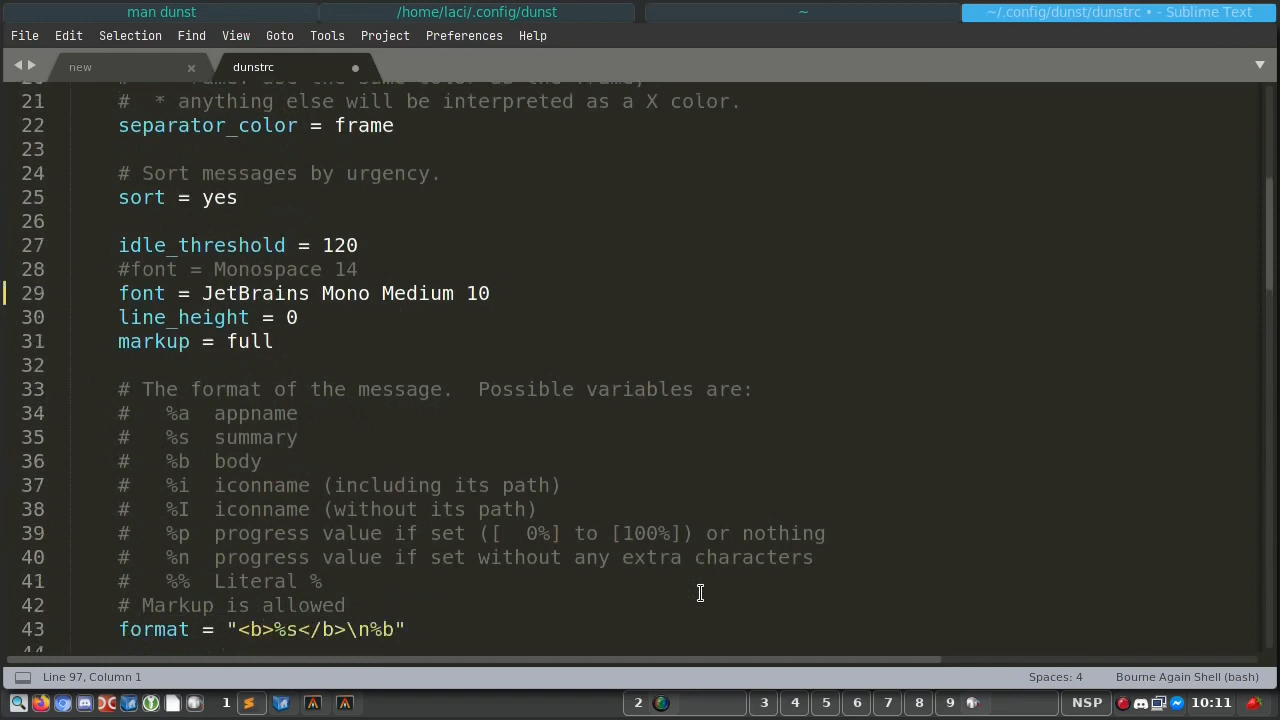 man dunst /home/laci/.config/dunst ~ ~/.config/dunst/dunstrc • - Sublime Text
File Edit Selection Find View Goto Tools Project Preferences Help
new dunstrc
21 # * anything else will be interpreted as a X color.
22 separator_color = frame
23
24 # Sort messages by urgency.
25 sort = yes
26
27 idle_threshold = 120
28 #font = Monospace 14
29 font = JetBrains Mono Medium 10
30 line_height = 0
31 markup = full
32
33 # The format of the message.  Possible variables are:
34 #   %a  appname
35 #   %s  summary
36 #   %b  body
37 #   %i  iconname (including its path)
38 #   %I  iconname (without its path)
39 #   %p  progress value if set ([  0%] to [100%]) or nothing
40 #   %n  progress value if set without any extra characters
41 #   %%  Literal %
42 # Markup is allowed
43 format = "<b>%s</b>\n%b"
Line 97, Column 1 Spaces: 4 Bourne Again Shell (bash)
1 2 3 4 5 6 7 8 9 NSP 10:11